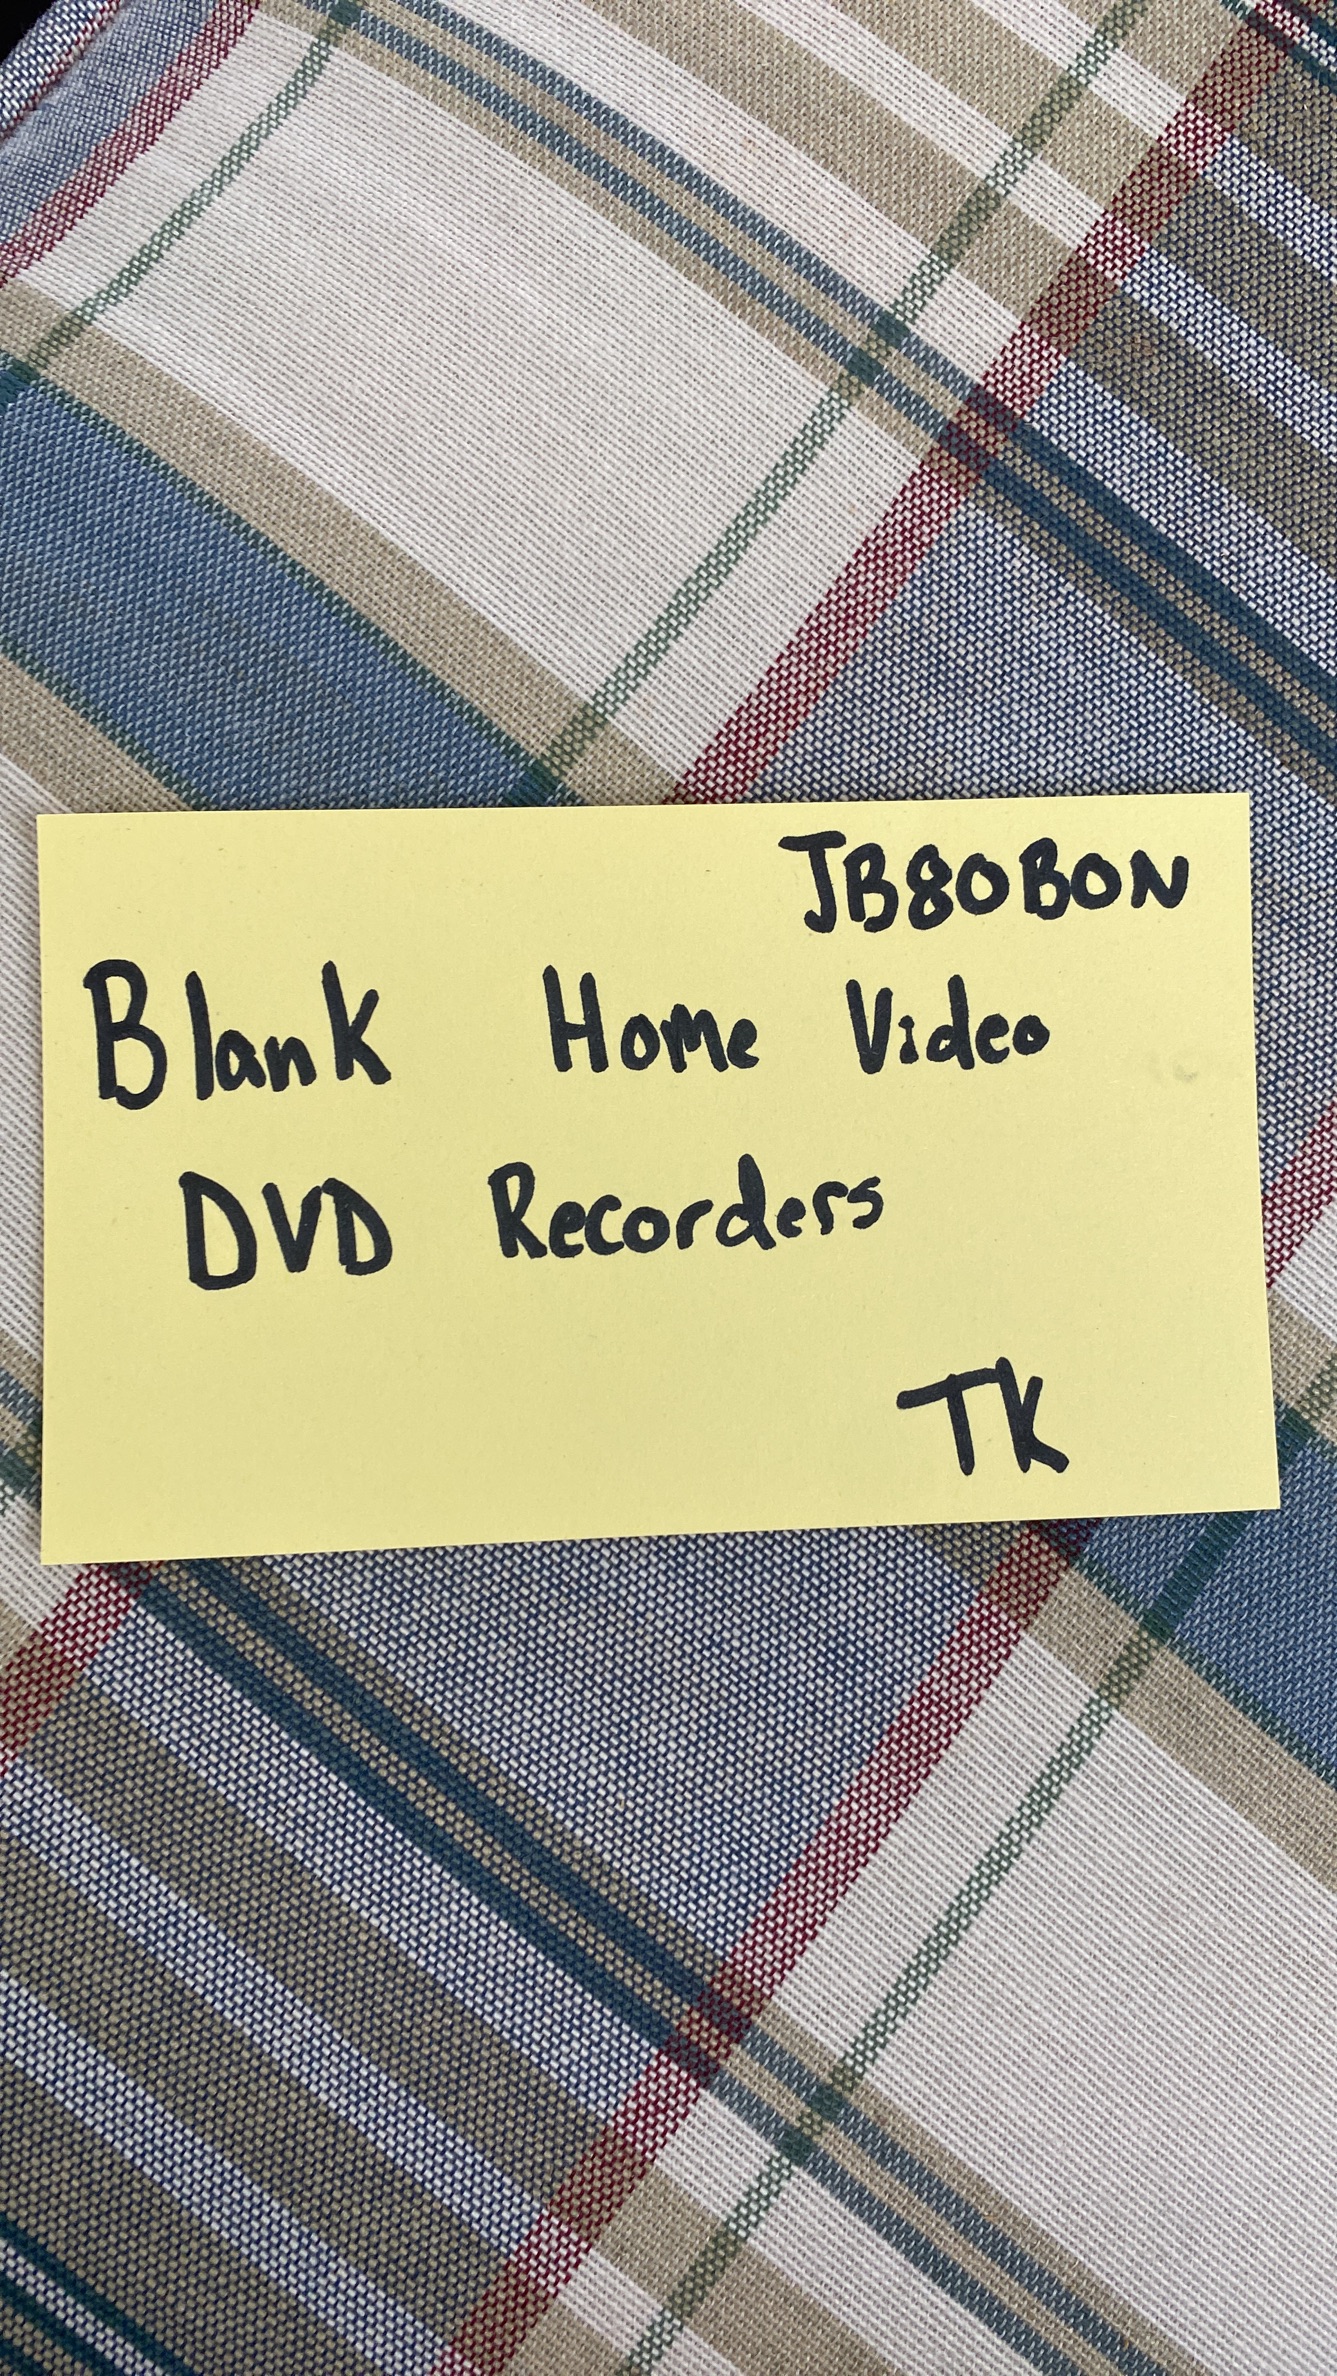 JB80BON
Blank Home Video
DVD Recorders
TK